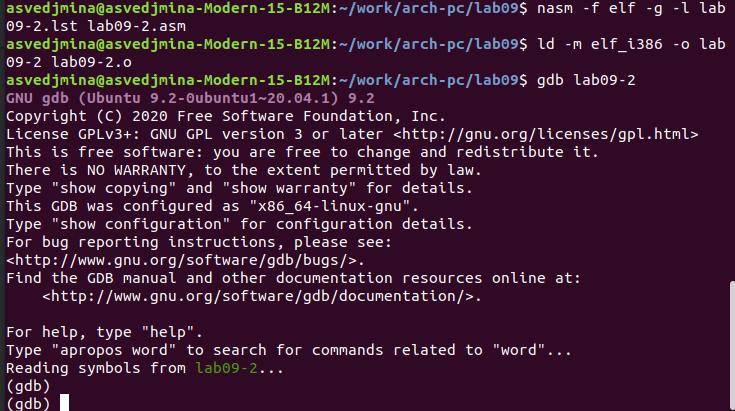 asvedjmina@asvedjmina-Modern-15-B12M:~/work/arch-pc/lab09$ nasm -f elf -g -l lab
09-2.lst lab09-2.asm
asvedjmina@asvedjmina-Modern-15-B12M:~/work/arch-pc/lab09$ ld -m elf_i386 -o lab
09-2 lab09-2.o
asvedjmina@asvedjmina-Modern-15-B12M:~/work/arch-pc/lab09$ gdb lab09-2
GNU gdb (Ubuntu 9.2-0ubuntu1~20.04.1) 9.2
Copyright (C) 2020 Free Software Foundation, Inc.
License GPLv3+: GNU GPL version 3 or later <http://gnu.org/licenses/gpl.html>
This is free software: you are free to change and redistribute it.
There is NO WARRANTY, to the extent permitted by law.
Type "show copying" and "show warranty" for details.
This GDB was configured as "x86_64-linux-gnu".
Type "show configuration" for configuration details.
For bug reporting instructions, please see:
<http://www.gnu.org/software/gdb/bugs/>.
Find the GDB manual and other documentation resources online at:
    <http://www.gnu.org/software/gdb/documentation/>.

For help, type "help".
Type "apropos word" to search for commands related to "word"...
Reading symbols from lab09-2...
(gdb)
(gdb)